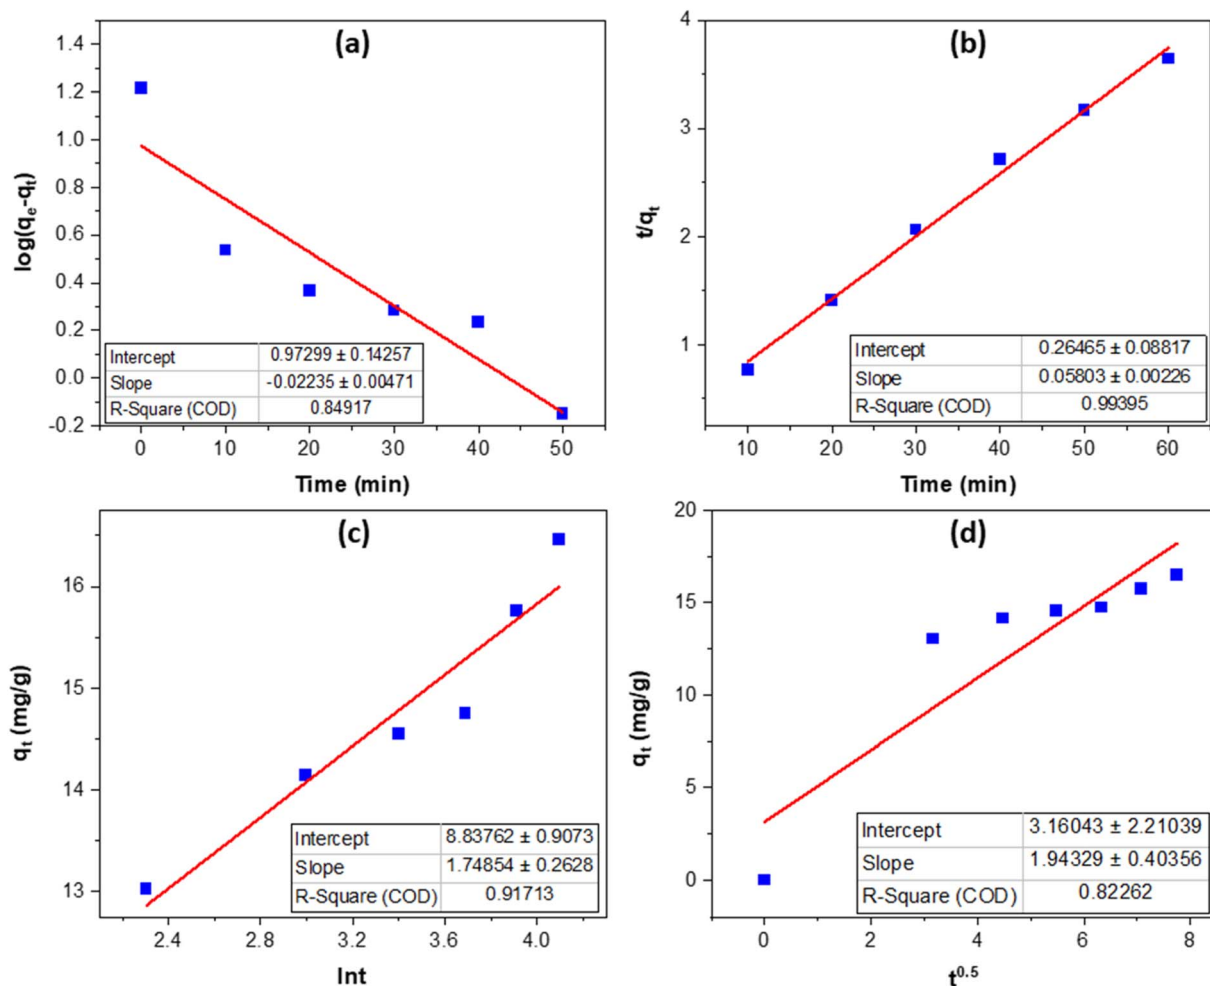 (a)
log(qe-qt)
1.4
1.2
1.0
0.8
0.6
0.4
0.2
0.0
-0.2
Intercept 0.97299 ± 0.14257
Slope -0.02235 ± 0.00471
R-Square (COD) 0.84917
0 10 20 30 40 50
Time (min)
(b)
t/qt
4
3
2
1
Intercept 0.26465 ± 0.08817
Slope 0.05803 ± 0.00226
R-Square (COD) 0.99395
10 20 30 40 50 60
Time (min)
(c)
qt (mg/g)
16
15
14
13
Intercept 8.83762 ± 0.9073
Slope 1.74854 ± 0.2628
R-Square (COD) 0.91713
2.4 3.0 3.6 4.0
lnt
(d)
qt (mg/g)
20
15
10
5
0
Intercept 3.16043 ± 2.21039
Slope 1.94329 ± 0.40356
R-Square (COD) 0.82262
0 2 4 6 8
t0.5